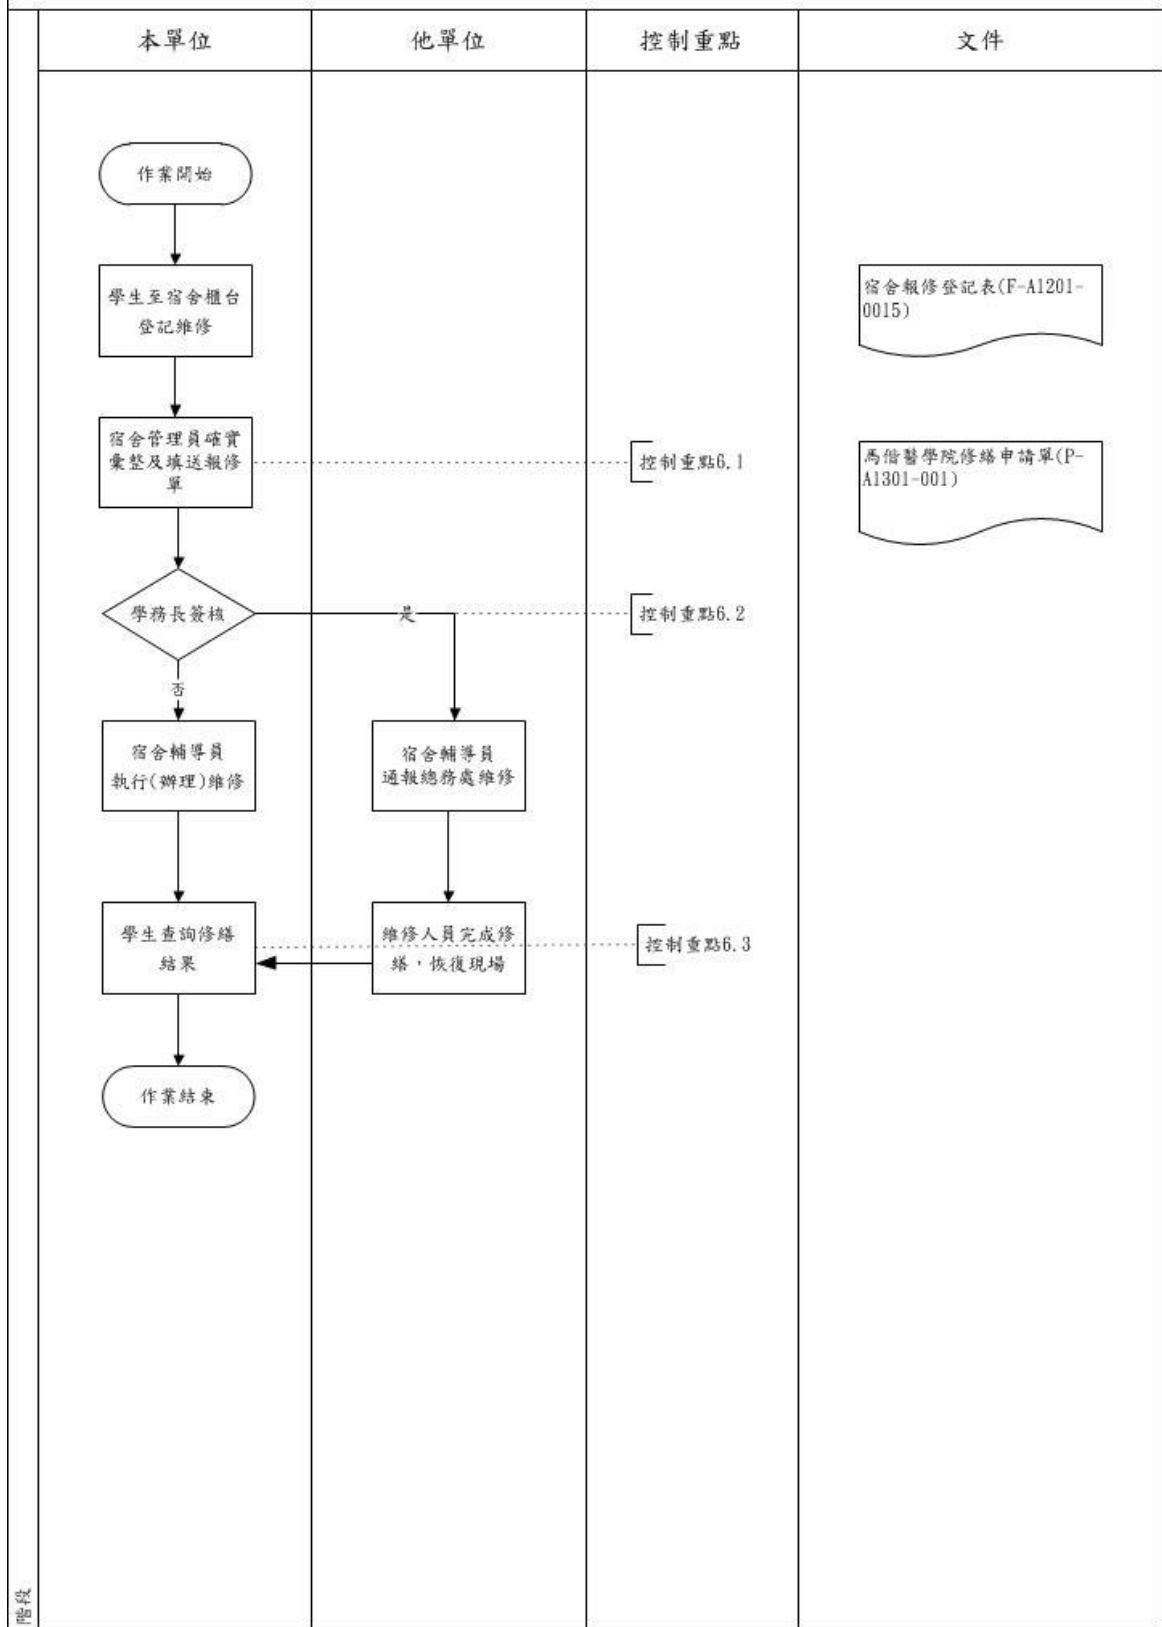 本單位
他單位
控制重點
文件
作業開始
學生至宿舍櫃台
登記維修
宿舍報修登記表(F-A1201-
0015)
宿舍管理員確實
彙整及填送報修
單
控制重點6.1
馬偕醫學院修繕申請單(P-
A1301-001)
學務長簽核
是
控制重點6.2
否
宿舍輔導員
執行(辦理)維修
宿舍輔導員
通報總務處維修
學生查詢修繕
結果
維修人員完成修
繕，恢復現場
控制重點6.3
作業結束
階段